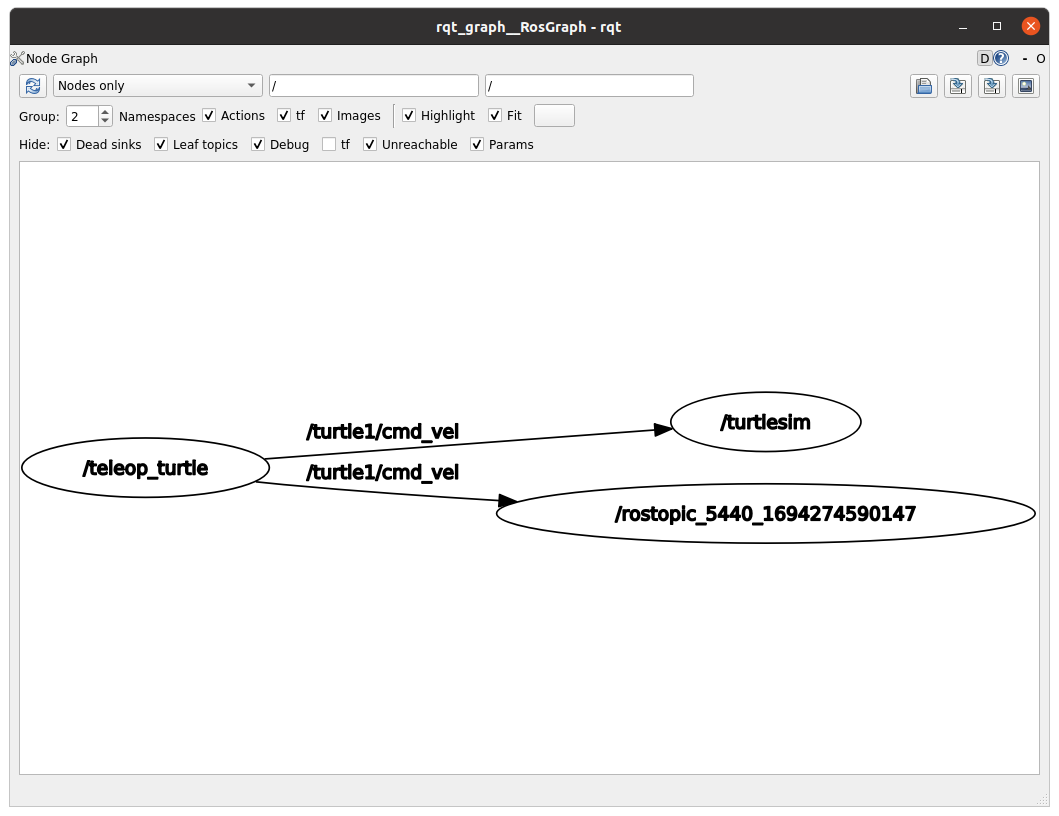 rqt_graph__RosGraph - rqt
Node Graph D ? - O
Nodes only / /
Group: 2 Namespaces Actions tf Images Highlight Fit
Hide: Dead sinks Leaf topics Debug tf Unreachable Params
/turtlesim
/turtle1/cmd_vel
/teleop_turtle
/turtle1/cmd_vel
/rostopic_5440_1694274590147